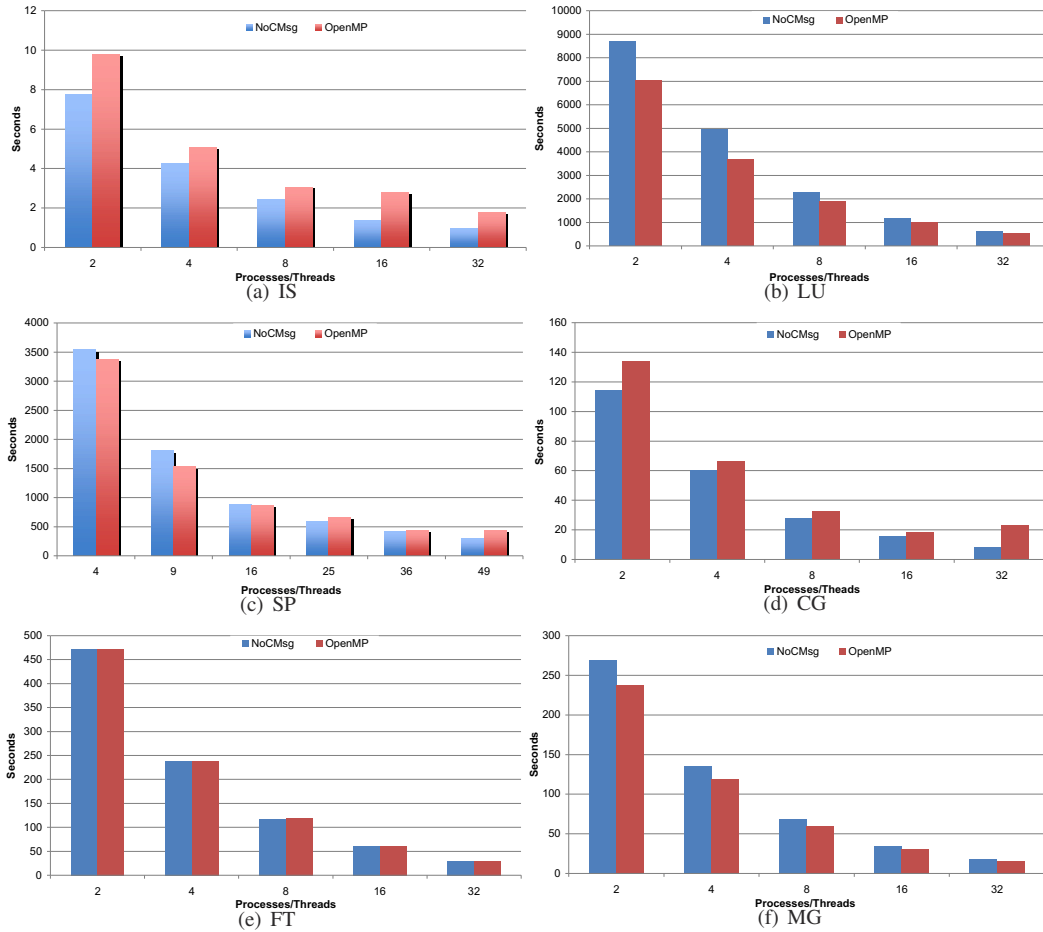 12
10
8
6
4
2
0
Seconds
NoCMsg
OpenMP
2
4
8
16
32
Processes/Threads
(a) IS
10000
9000
8000
7000
6000
5000
4000
3000
2000
1000
0
Seconds
NoCMsg
OpenMP
2
4
8
16
32
Processes/Threads
(b) LU
4000
3500
3000
2500
2000
1500
1000
500
0
Seconds
NoCMsg
OpenMP
4
9
16
25
36
49
Processes/Threads
(c) SP
160
140
120
100
80
60
40
20
0
Seconds
NoCMsg
OpenMP
2
4
8
16
32
Processes/Theads
(d) CG
500
450
400
350
300
250
200
150
100
50
0
Seconds
NoCMsg
OpenMP
2
4
8
16
32
Processes/Threads
(e) FT
300
250
200
150
100
50
0
Seconds
NoCMsg
OpenMP
2
4
8
16
32
Processes/Threads
(f) MG